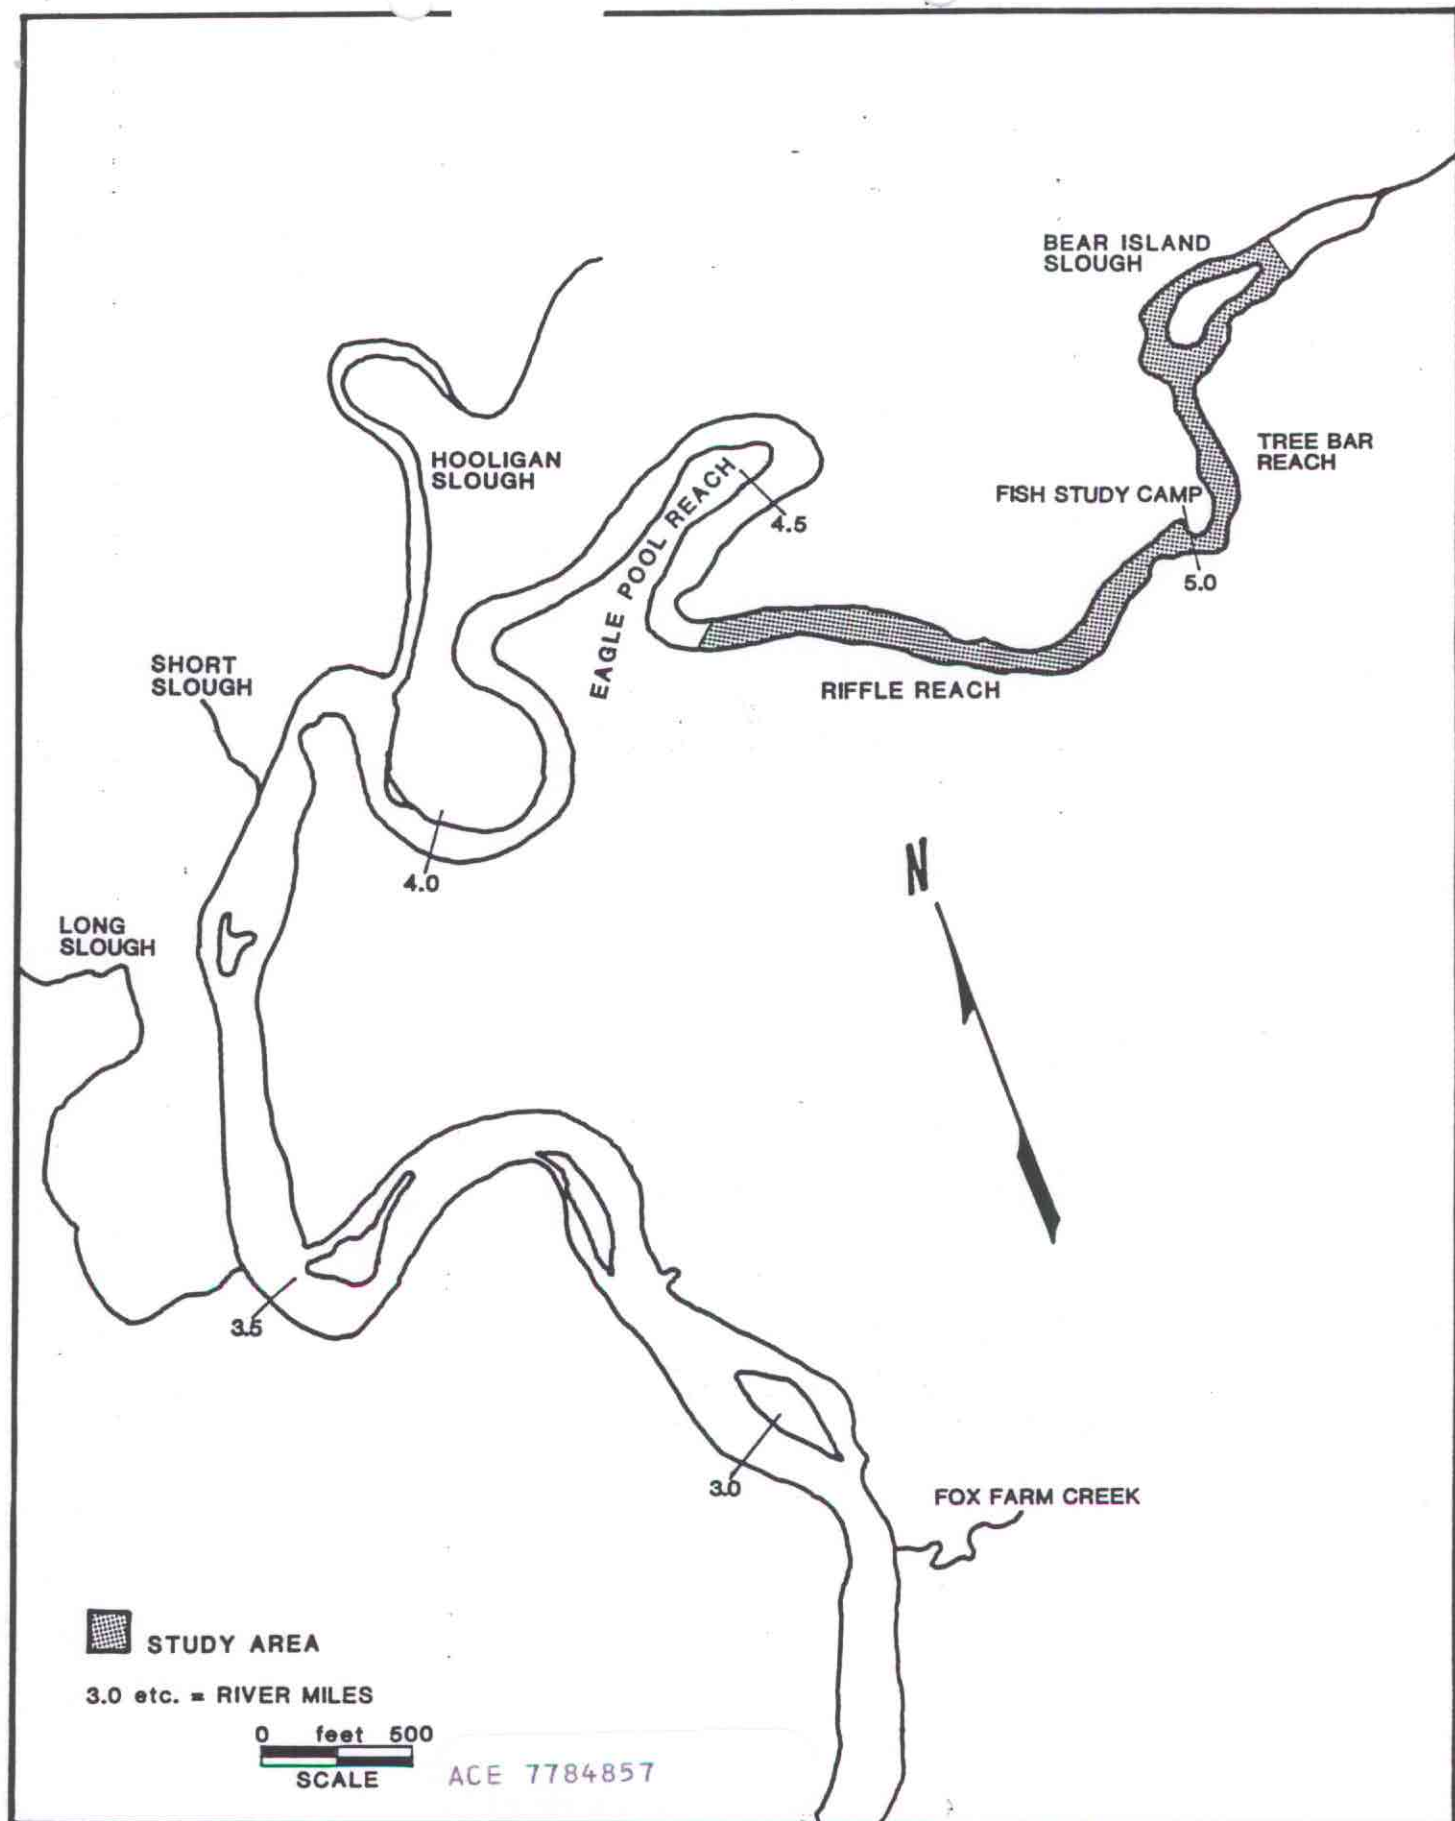 BEAR ISLAND
SLOUGH
HOOLIGAN
SLOUGH
TREE BAR
REACH
FISH STUDY CAMP
EAGLE POOL REACH
4.5
5.0
SHORT
SLOUGH
RIFFLE REACH
4.0
N
LONG
SLOUGH
3.5
3.0
FOX FARM CREEK
STUDY AREA
3.0 etc. = RIVER MILES
0 feet 500
SCALE
ACE 7784857